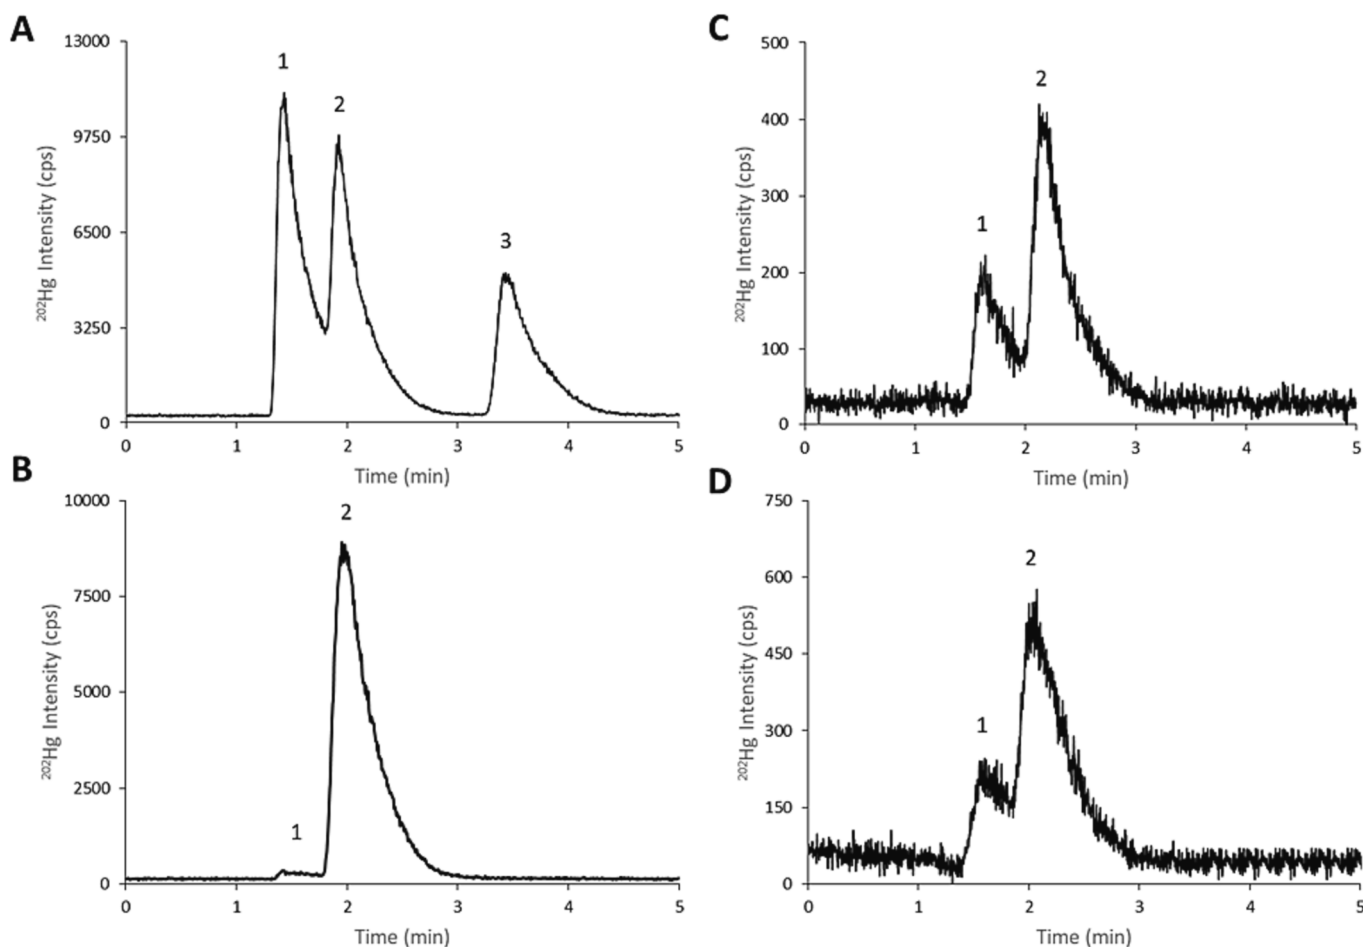 A
13000
9750
6500
3250
0
²⁰²Hg Intensity (cps)
1
2
3
0 1 2 3 4 5
Time (min)
B
10000
7500
5000
2500
0
²⁰²Hg Intensity (cps)
1
2
0 1 2 3 4 5
Time (min)
C
500
400
300
200
100
0
²⁰²Hg Intensity (cps)
1
2
0 1 2 3 4 5
Time (min)
D
750
600
450
300
150
0
²⁰²Hg Intensity (cps)
1
2
0 1 2 3 4 5
Time (min)